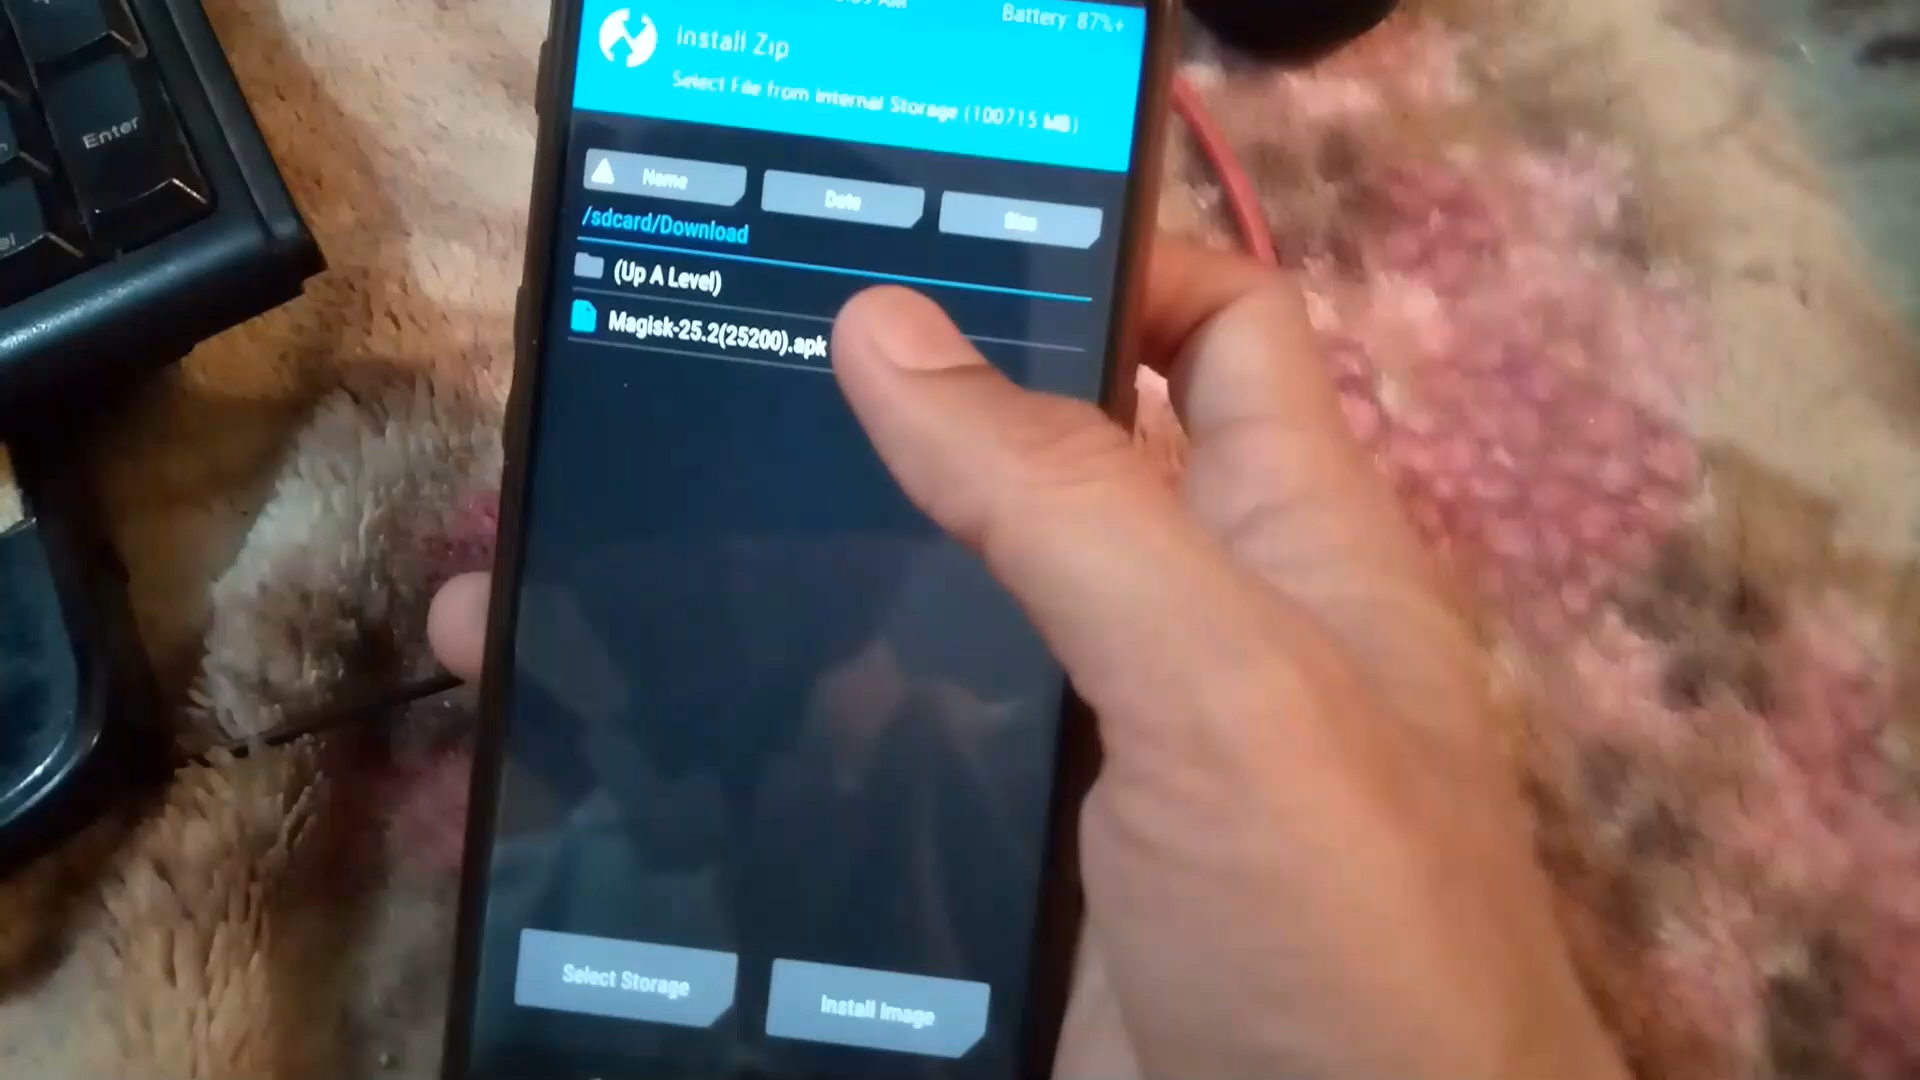 Battery: 87%+
Install Zip
Select File from Internal Storage (100715 MB)
Name
Date
Size
/sdcard/Download
(Up A Level)
Magisk-25.2(25200).apk
Select Storage
Install Image
Enter